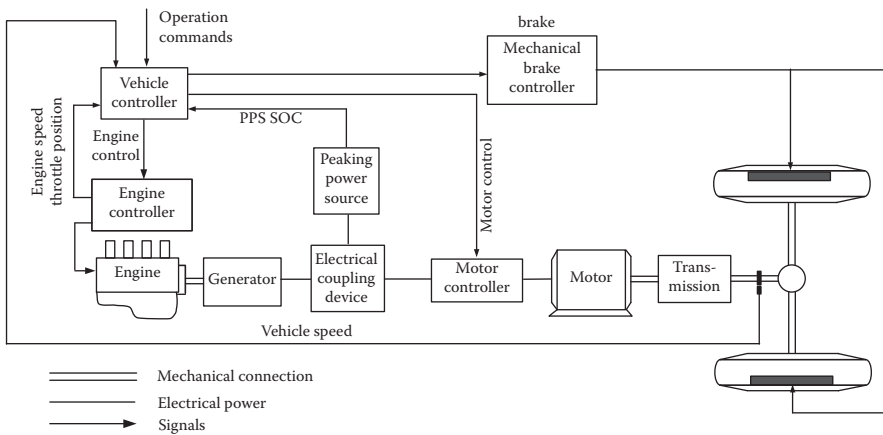 Operation
commands
brake
Mechanical
brake
controller
Vehicle
controller
PPS SOC
Engine speed
throttle position
Engine
control
Peaking
power
source
Motor control
Engine
controller
Engine
Generator
Electrical
coupling
device
Motor
controller
Motor
Trans-
mission
Vehicle speed
Mechanical connection
Electrical power
Signals